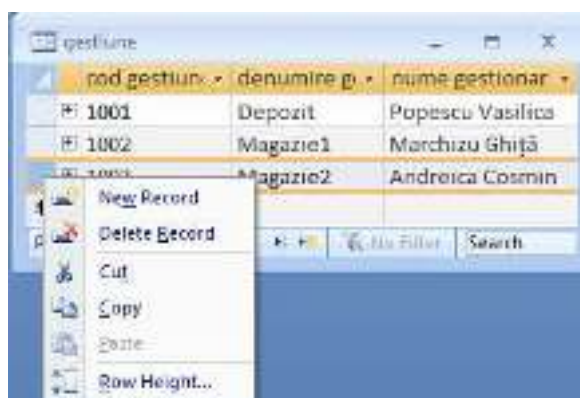 gestiune
cod gestiun denumire g nume gestionar
1001 Depozit Popescu Vasilica
1002 Magazie1 Marchizu Ghiță
1003 Magazie2 Andreica Cosmin
New Record
Delete Record No Filter Search
Cut
Copy
Paste
Row Height...